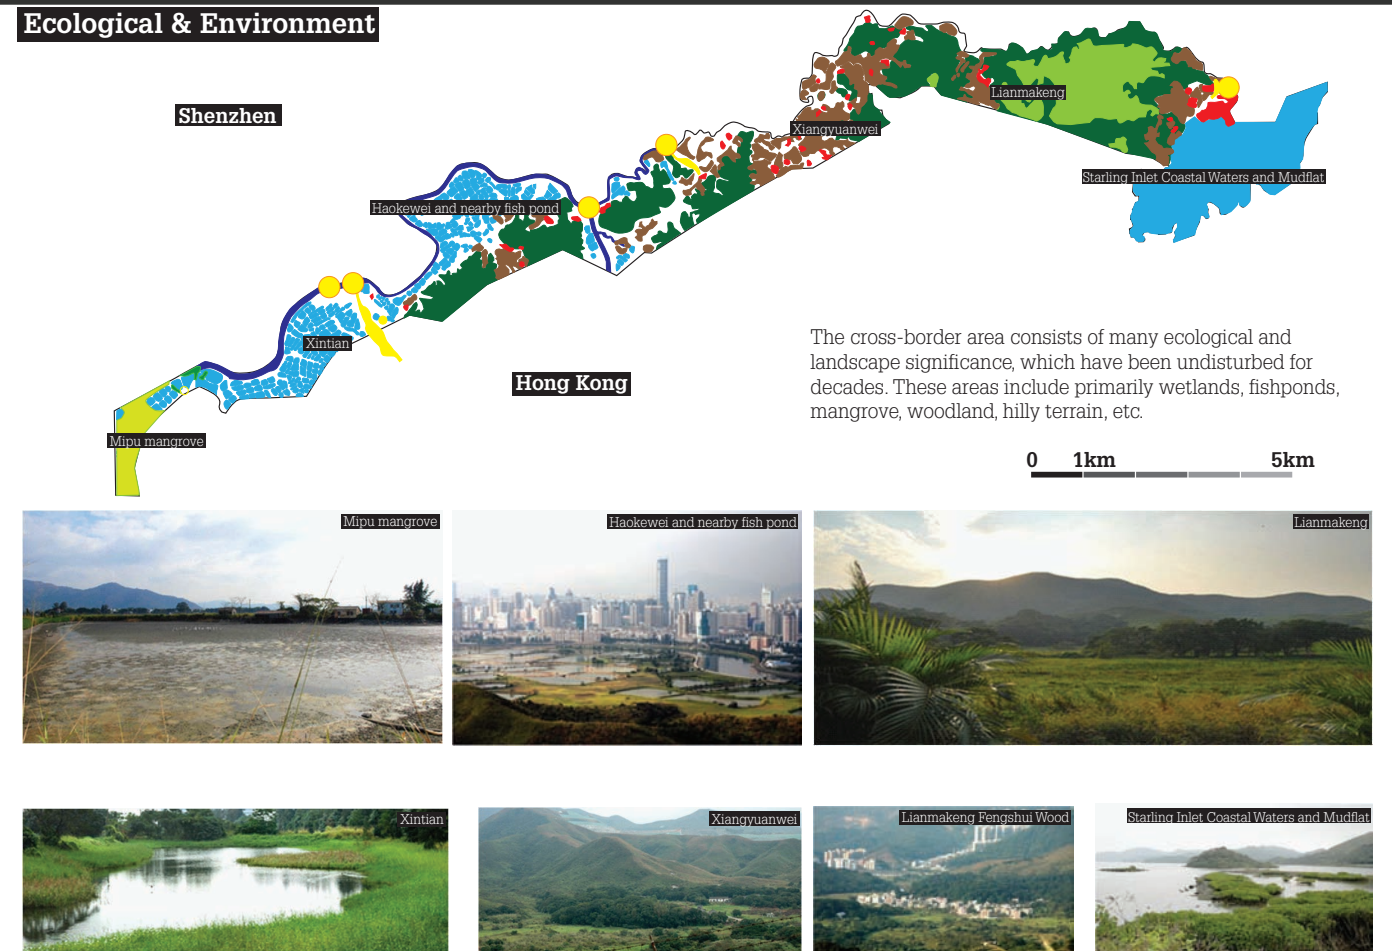 Ecological & Environment
Shenzhen
Lianmakeng
Xiangyuanwei
Starling Inlet Coastal Waters and Mudflat
Haokewei and nearby fish pond
Xintian
Hong Kong
Mipu mangrove
The cross-border area consists of many ecological and
landscape significance, which have been undisturbed for
decades. These areas include primarily wetlands, fishponds,
mangrove, woodland, hilly terrain, etc.
0 1km 5km
Mipu mangrove
Haokewei and nearby fish pond
Lianmakeng
Xintian
Xiangyuanwei
Lianmakeng Fengshui Wood
Starling Inlet Coastal Waters and Mudflat